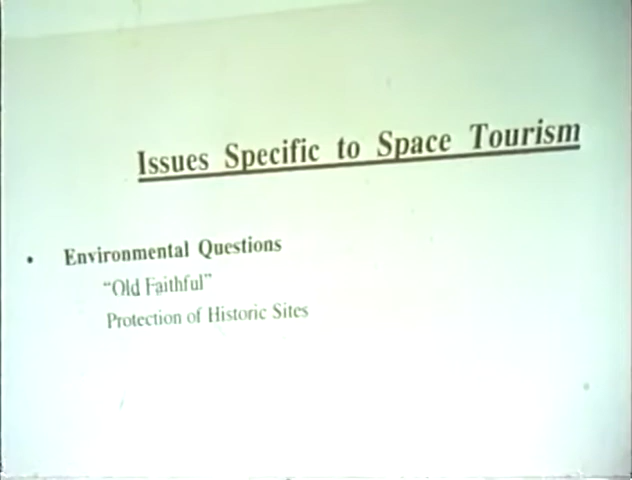 Issues Specific to Space Tourism
• Environmental Questions
“Old Faithful”
Protection of Historic Sites